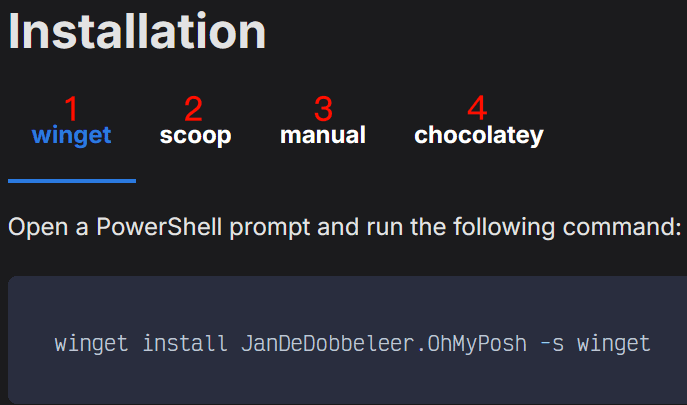 Installation
1 2 3 4
winget scoop manual chocolatey
Open a PowerShell prompt and run the following command:
winget install JanDeDobbeleer.OhMyPosh -s winget